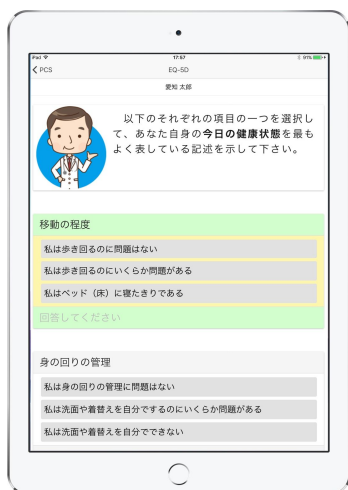 iPad
17:57
91%
PCS
EQ-5D
愛知 太郎
以下のそれぞれの項目の一つを選択し
て、あなた自身の今日の健康状態を最も
よく表している記述を示して下さい。
移動の程度
私は歩き回るのに問題はない
私は歩き回るのにいくらか問題がある
私はベッド（床）に寝たきりである
回答してください
身の回りの管理
私は身の回りの管理に問題はない
私は洗面や着替えを自分でするのにいくらか問題がある
私は洗面や着替えを自分でできない